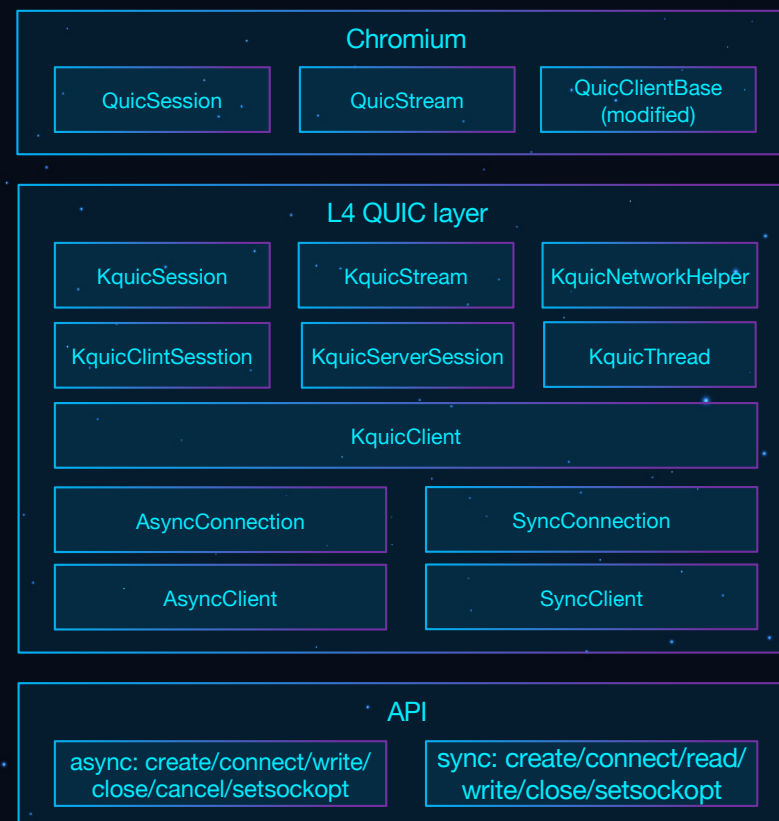 Chromium
QuicSession
QuicStream
QuicClientBase
(modified)
L4 QUIC layer
KquicSession
KquicStream
KquicNetworkHelper
KquicClintSesstion
KquicServerSession
KquicThread
KquicClient
AsyncConnection
SyncConnection
AsyncClient
SyncClient
API
async: create/connect/write/
close/cancel/setsockopt
sync: create/connect/read/
write/close/setsockopt